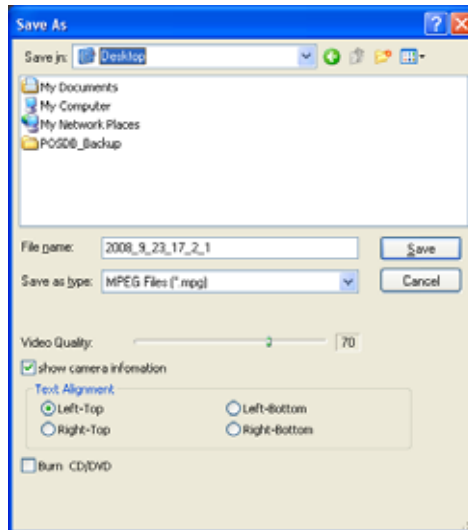 Save As
Save in: Desktop
My Documents
My Computer
My Network Places
POSDB_Backup
File name: 2008_9_23_17_2_1 Save
Save as type: MPEG Files (*.mpg) Cancel
Video Quality: 70
show camera infomation
Text Alignment
Left-Top Left-Bottom
Right-Top Right-Bottom
Burn CD/DVD